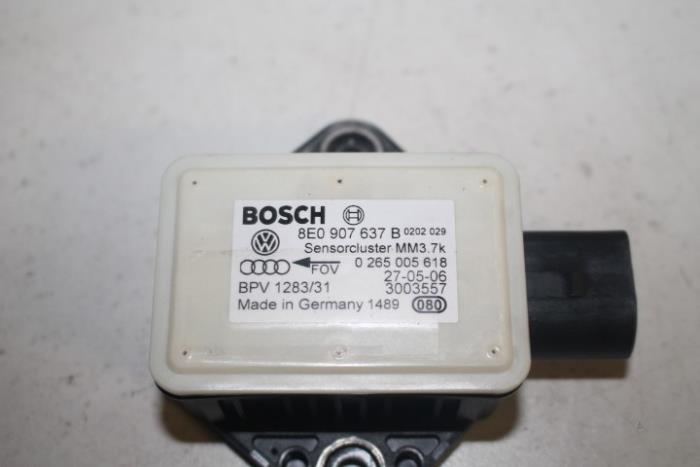 BOSCH
8E0 907 637 B 0202 029
Sensorcluster MM3.7k
FOV 0 265 005 618
27-05-06
BPV 1283/31 3003557
Made in Germany 1489 080